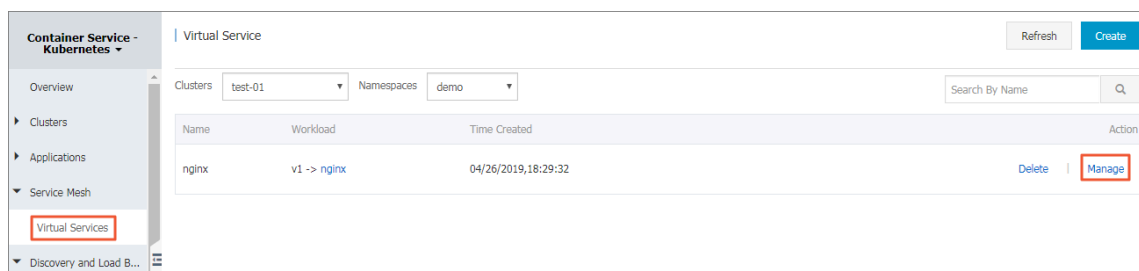 Container Service -
Kubernetes
Virtual Service
Refresh
Create
Overview
Clusters
test-01
Namespaces
demo
Search By Name
Clusters
Name
Workload
Time Created
Action
Applications
nginx
v1 -> nginx
04/26/2019,18:29:32
Delete
Manage
Service Mesh
Virtual Services
Discovery and Load B...